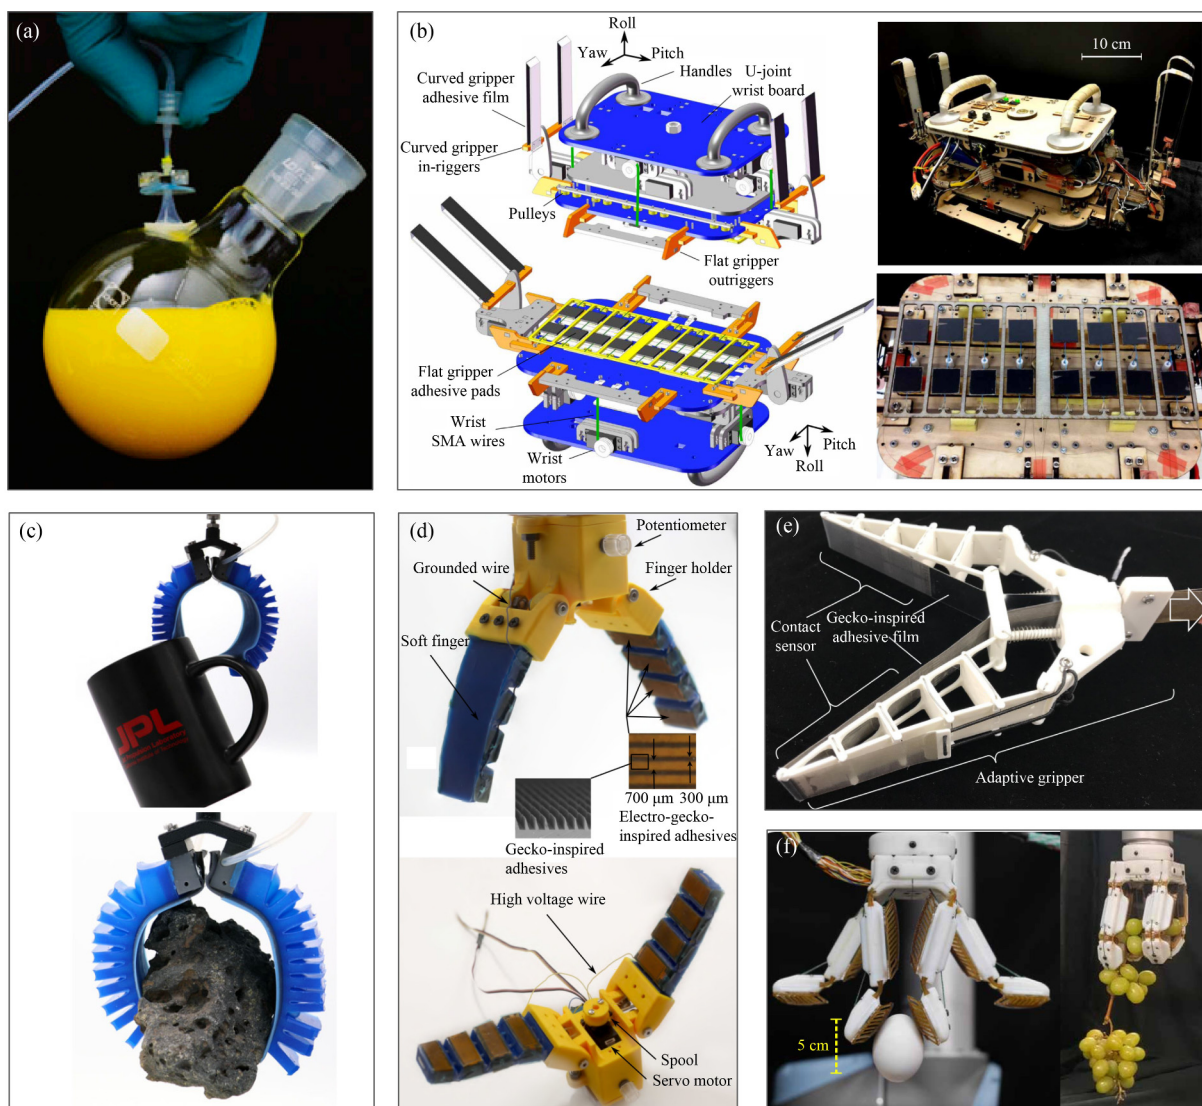 (a)
(b)
Roll
Yaw
Pitch
Curved gripper
adhesive film
Handles
U-joint
wrist board
Curved gripper
in-riggers
Pulleys
Flat gripper
outriggers
Flat gripper
adhesive pads
Wrist
SMA wires
Wrist
motors
Yaw
Pitch
Roll
10 cm
(c)
JPL
(d)
Potentiometer
Grounded wire
Finger holder
Soft finger
700 μm
300 μm
Electro-gecko-
inspired adhesives
Gecko-inspired
adhesives
High voltage wire
Spool
Servo motor
(e)
Contact
sensor
Gecko-inspired
adhesive film
Adaptive gripper
(f)
5 cm